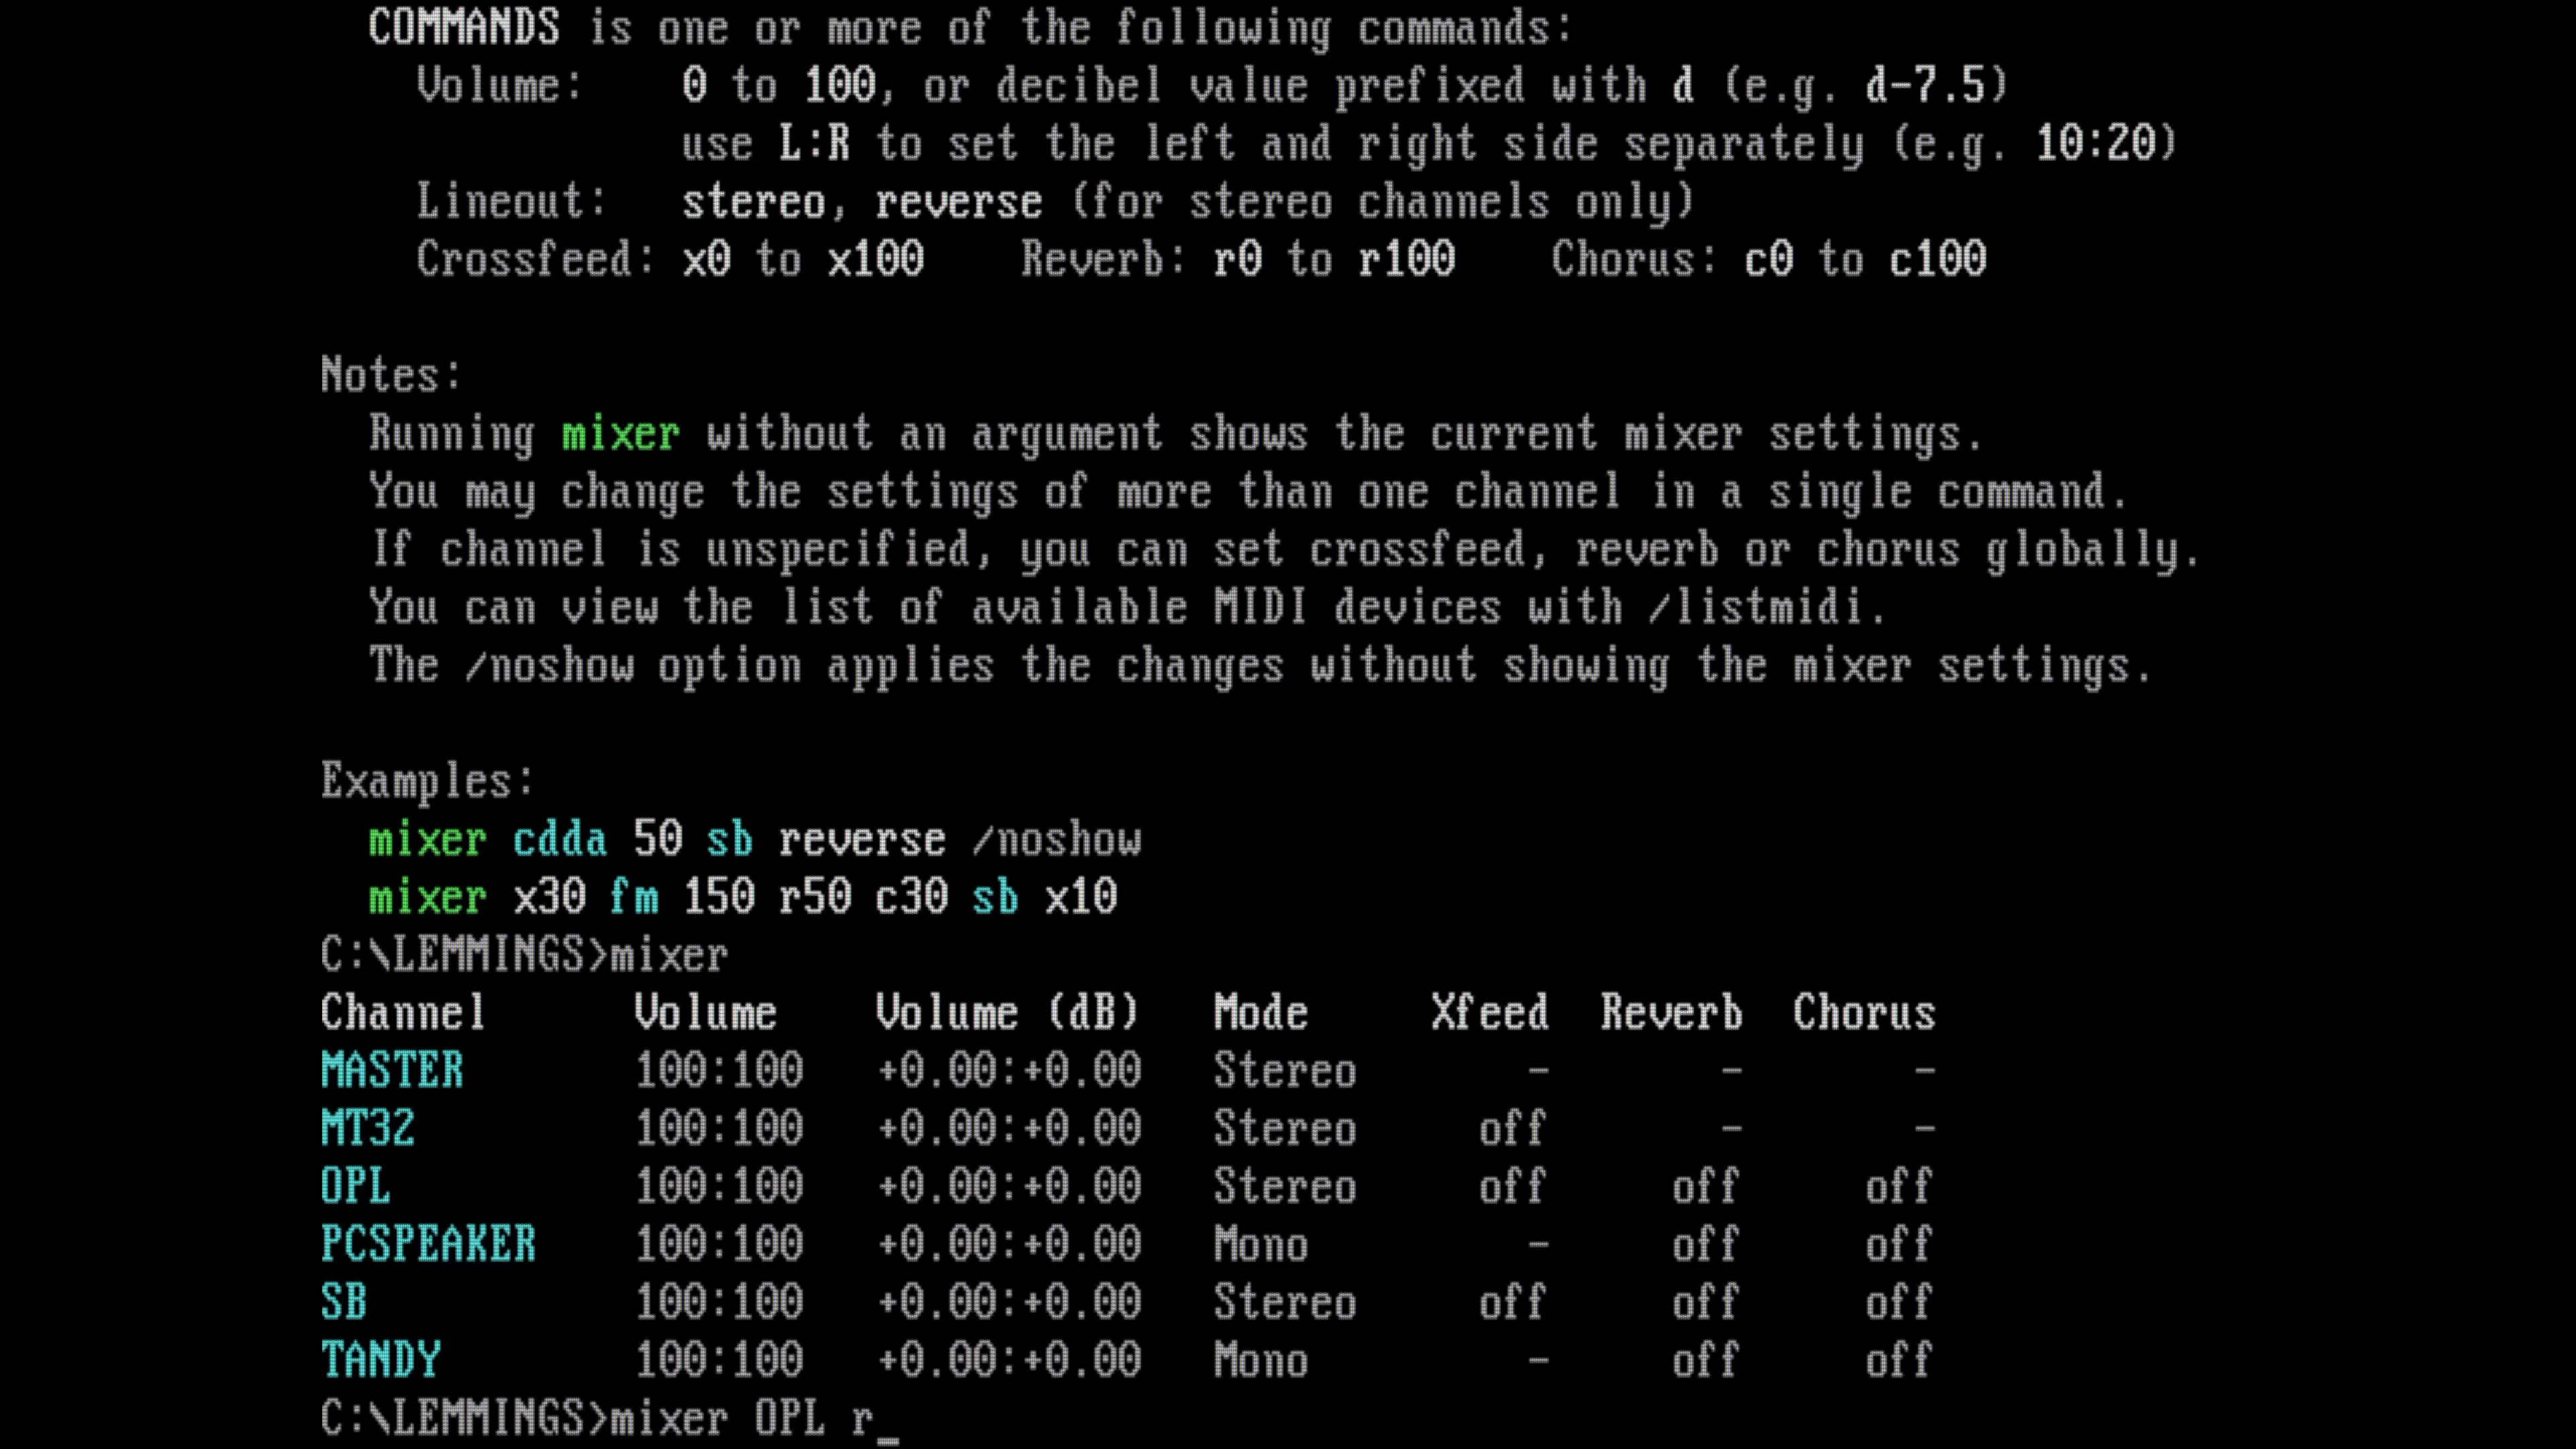 COMMANDS is one or more of the following commands:
Volume: 0 to 100, or decibel value prefixed with d (e.g. d-7.5)
use L:R to set the left and right side separately (e.g. 10:20)
Lineout: stereo, reverse (for stereo channels only)
Crossfeed: x0 to x100 Reverb: r0 to r100 Chorus: c0 to c100
Notes:
Running mixer without an argument shows the current mixer settings.
You may change the settings of more than one channel in a single command.
If channel is unspecified, you can set crossfeed, reverb or chorus globally.
You can view the list of available MIDI devices with /listmidi.
The /noshow option applies the changes without showing the mixer settings.
Examples:
mixer cdda 50 sb reverse /noshow
mixer x30 fm 150 r50 c30 sb x10
C:\LEMMINGS>mixer
Channel Volume Volume (dB) Mode Xfeed Reverb Chorus
MASTER 100:100 +0.00:+0.00 Stereo - - -
MT32 100:100 +0.00:+0.00 Stereo off - -
OPL 100:100 +0.00:+0.00 Stereo off off off
PCSPEAKER 100:100 +0.00:+0.00 Mono - off off
SB 100:100 +0.00:+0.00 Stereo off off off
TANDY 100:100 +0.00:+0.00 Mono - off off
C:\LEMMINGS>mixer OPL r_